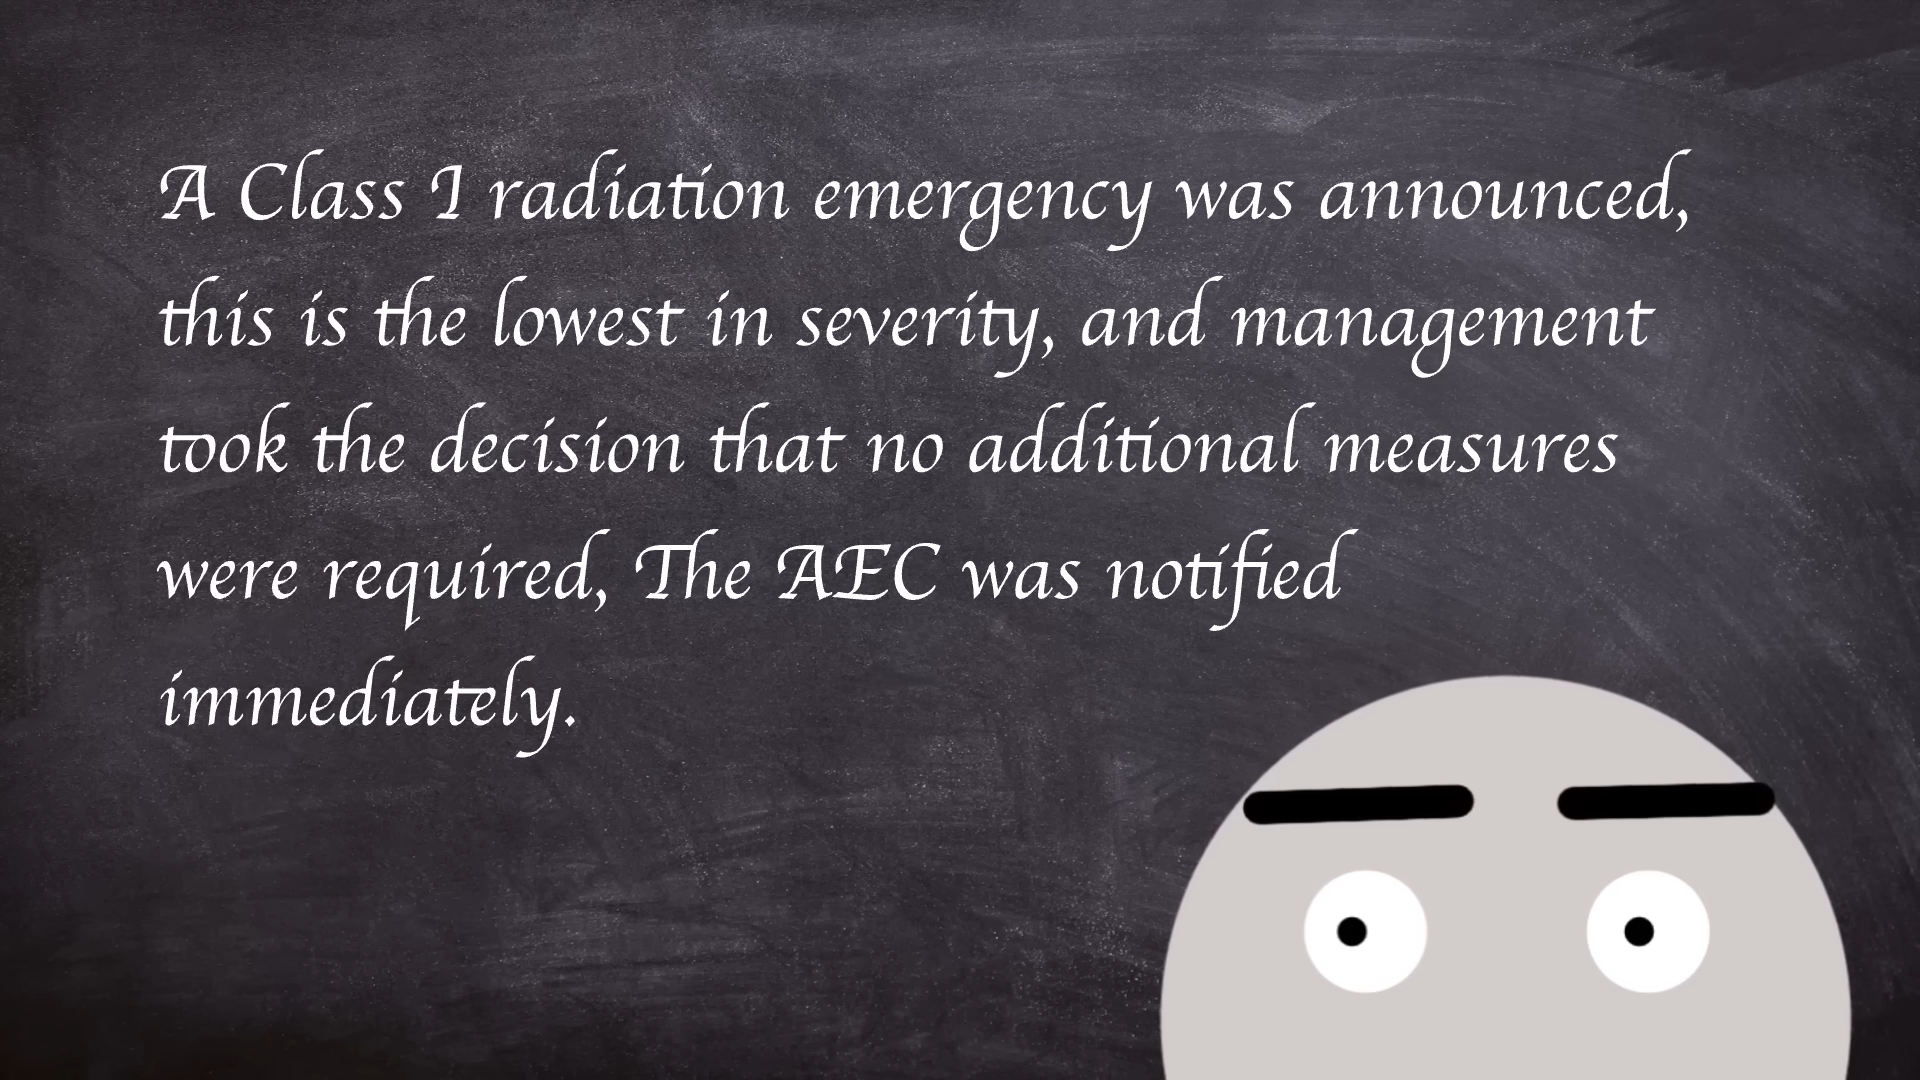 A Class I radiation emergency was announced,
this is the lowest in severity, and management
took the decision that no additional measures
were required, The AEC was notified
immediately.